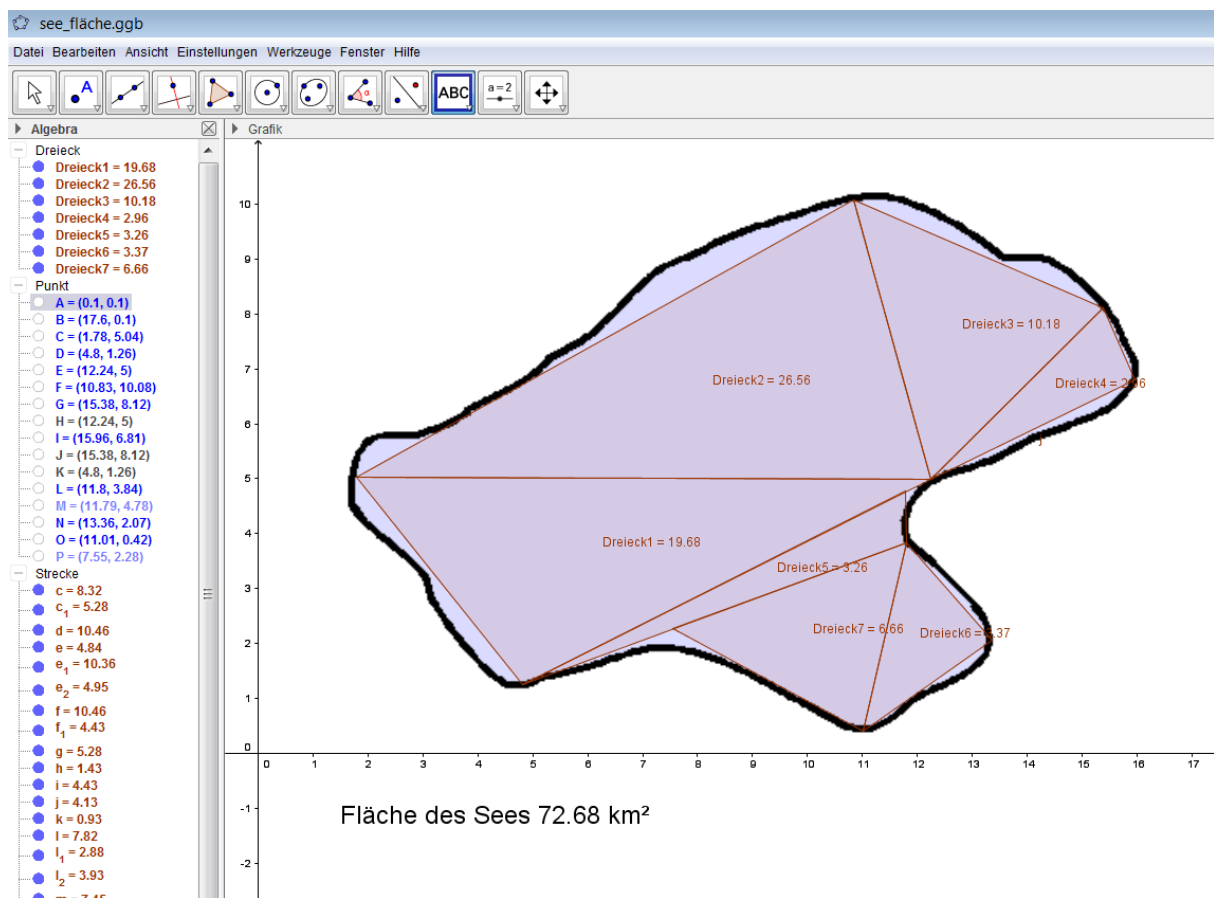 see_fläche.ggb
Datei Bearbeiten Ansicht Einstellungen Werkzeuge Fenster Hilfe
A
α
ABC
a=2
Algebra
Grafik
Dreieck
Dreieck1 = 19.68
Dreieck2 = 26.56
Dreieck3 = 10.18
Dreieck4 = 2.96
Dreieck5 = 3.26
Dreieck6 = 3.37
Dreieck7 = 6.66
Punkt
A = (0.1, 0.1)
B = (17.6, 0.1)
C = (1.78, 5.04)
D = (4.8, 1.26)
E = (12.24, 5)
F = (10.83, 10.08)
G = (15.38, 8.12)
H = (12.24, 5)
I = (15.96, 6.81)
J = (15.38, 8.12)
K = (4.8, 1.26)
L = (11.8, 3.84)
M = (11.79, 4.78)
N = (13.36, 2.07)
O = (11.01, 0.42)
P = (7.55, 2.28)
Strecke
c = 8.32
c1 = 5.28
d = 10.46
e = 4.84
e1 = 10.36
e2 = 4.95
f = 10.46
f1 = 4.43
g = 5.28
h = 1.43
i = 4.43
j = 4.13
k = 0.93
l = 7.82
l1 = 2.88
l2 = 3.93
10
9
8
7
6
5
4
3
2
1
0
-1
-2
0 1 2 3 4 5 6 7 8 9 10 11 12 13 14 15 16 17
Dreieck3 = 10.18
Dreieck2 = 26.56
Dreieck4 = 2.96
j
Dreieck1 = 19.68
Dreieck5 = 3.26
Dreieck7 = 6.66
Dreieck6 = 3.37
Fläche des Sees 72.68 km²